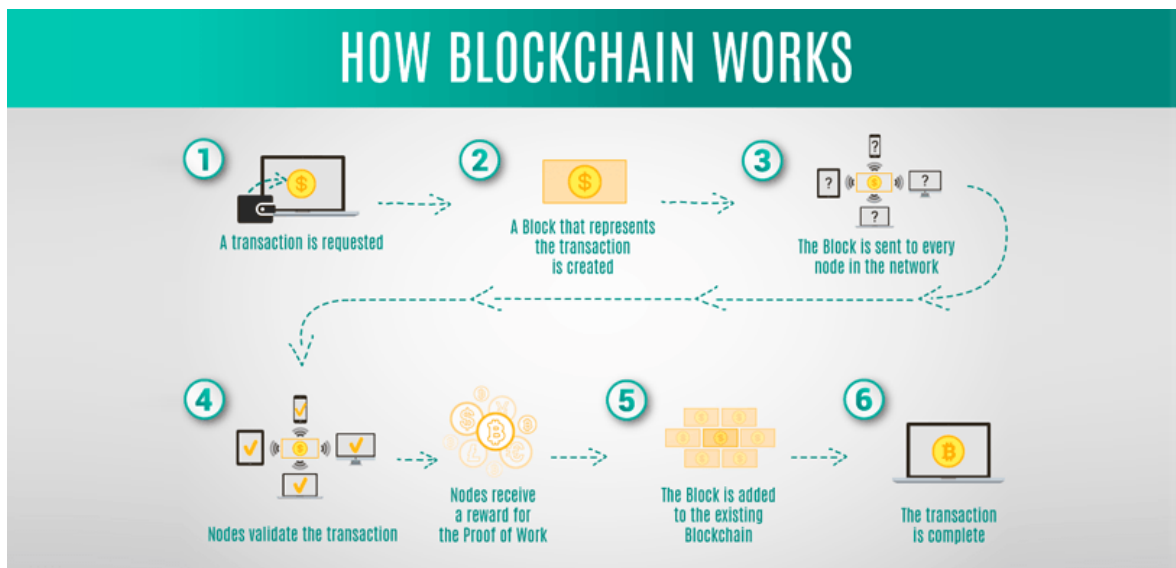 HOW BLOCKCHAIN WORKS
1
A transaction is requested
2
A Block that represents
the transaction
is created
3
The Block is sent to every
node in the network
4
Nodes validate the transaction
Nodes receive
a reward for
the Proof of Work
5
The Block is added
to the existing
Blockchain
6
The transaction
is complete